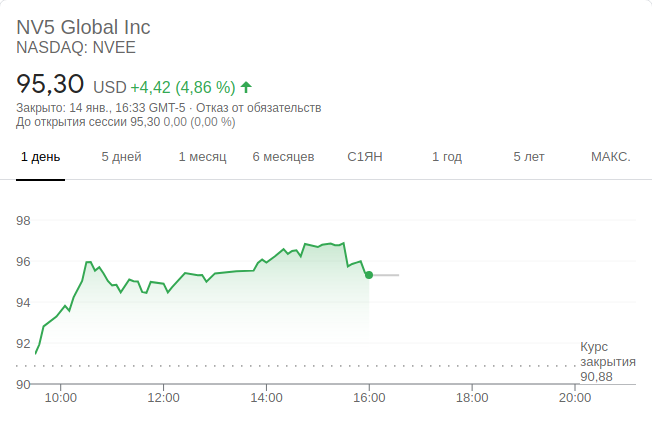 NV5 Global Inc
NASDAQ: NVEE
95,30 USD +4,42 (4,86 %)
Закрыто: 14 янв., 16:33 GMT-5 · Отказ от обязательств
До открытия сессии 95,30 0,00 (0,00 %)
1 день 5 дней 1 месяц 6 месяцев С1ЯН 1 год 5 лет МАКС.
98
96
94
92
Курс
закрытия
90,88
90
10:00 12:00 14:00 16:00 18:00 20:00